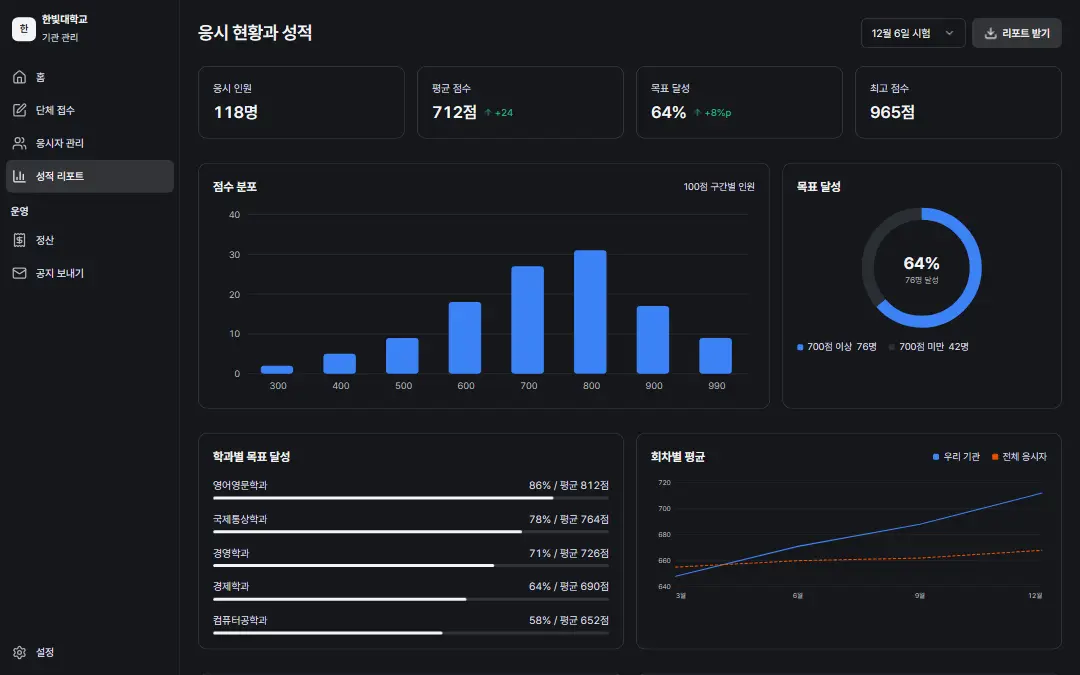 한
한빛대학교
기관 관리
홈
단체 접수
응시자 관리
성적 리포트
운영
정산
공지 보내기
설정
응시 현황과 성적
12월 6일 시험
리포트 받기
응시 인원
118명
평균 점수
712점 ↑ +24
목표 달성
64% ↑ +8%p
최고 점수
965점
점수 분포
100점 구간별 인원
40
30
20
10
0
300 400 500 600 700 800 900 990
목표 달성
64%
76명 달성
700점 이상 76명 700점 미만 42명
학과별 목표 달성
영어영문학과 86% / 평균 812점
국제통상학과 78% / 평균 764점
경영학과 71% / 평균 726점
경제학과 64% / 평균 690점
컴퓨터공학과 58% / 평균 652점
회차별 평균
우리 기관 전체 응시자
720
700
680
660
640
3월 6월 9월 12월